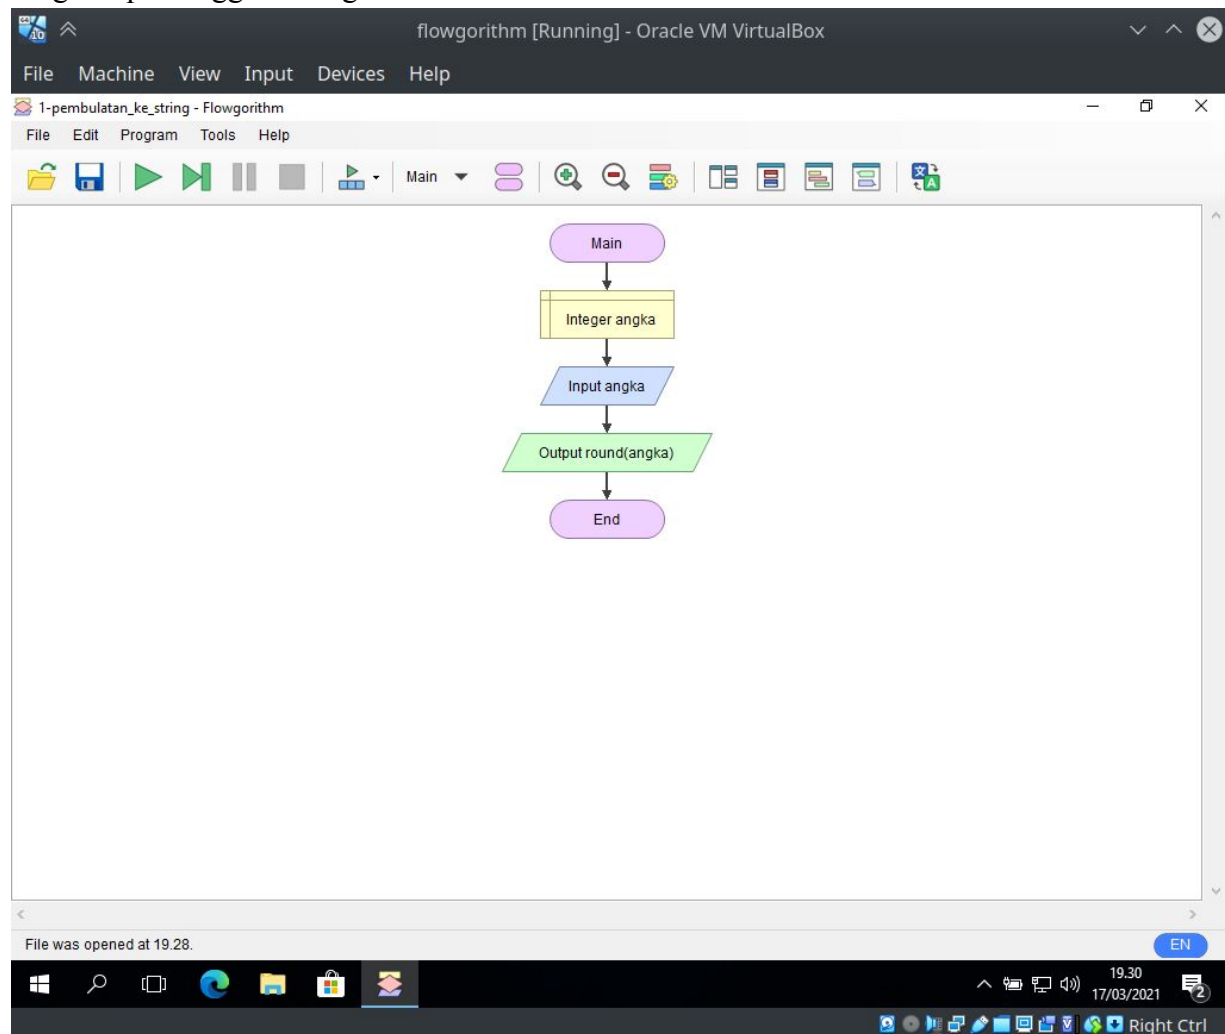 flowgorithm [Running] - Oracle VM VirtualBox
File Machine View Input Devices Help
1-pembulatan_ke_string - Flowgorithm
File Edit Program Tools Help
Main
Main
Integer angka
Input angka
Output round(angka)
End
File was opened at 19.28.
EN
19.30
17/03/2021
2
Right Ctrl